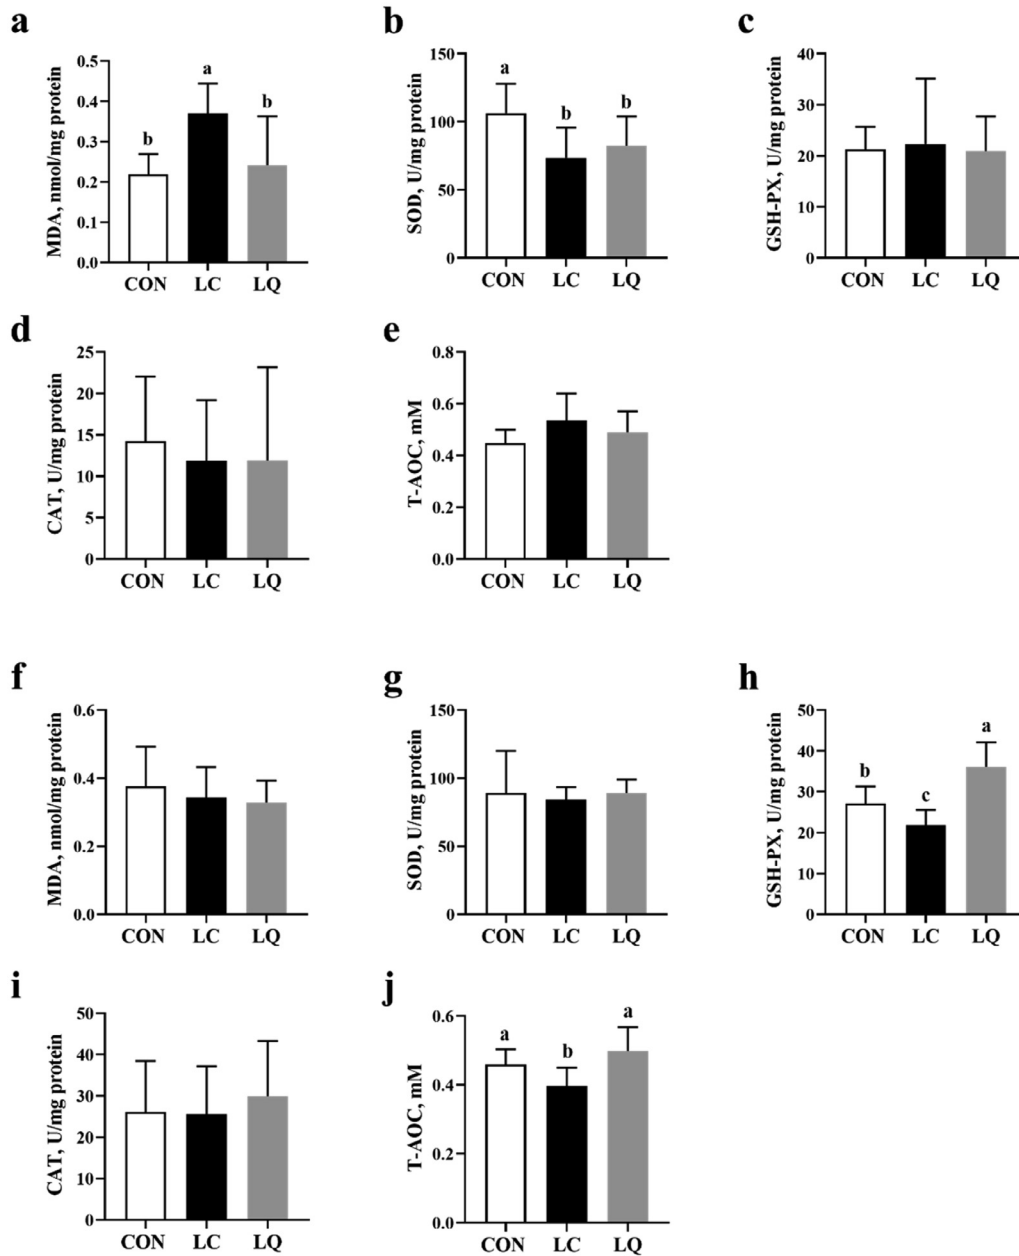 a
MDA, nmol/mg protein
0.5
0.4
0.3
0.2
0.1
0.0
b
a
b
CON LC LQ
b
SOD, U/mg protein
150
100
50
0
a
b
b
CON LC LQ
c
GSH-PX, U/mg protein
40
30
20
10
0
CON LC LQ
d
CAT, U/mg protein
25
20
15
10
5
0
CON LC LQ
e
T-AOC, mM
0.8
0.6
0.4
0.2
0.0
CON LC LQ
f
MDA, nmol/mg protein
0.6
0.4
0.2
0.0
CON LC LQ
g
SOD, U/mg protein
150
100
50
0
CON LC LQ
h
GSH-PX, U/mg protein
50
40
30
20
10
0
b
c
a
CON LC LQ
i
CAT, U/mg protein
50
40
30
20
10
0
CON LC LQ
j
T-AOC, mM
0.6
0.4
0.2
0.0
a
b
a
CON LC LQ